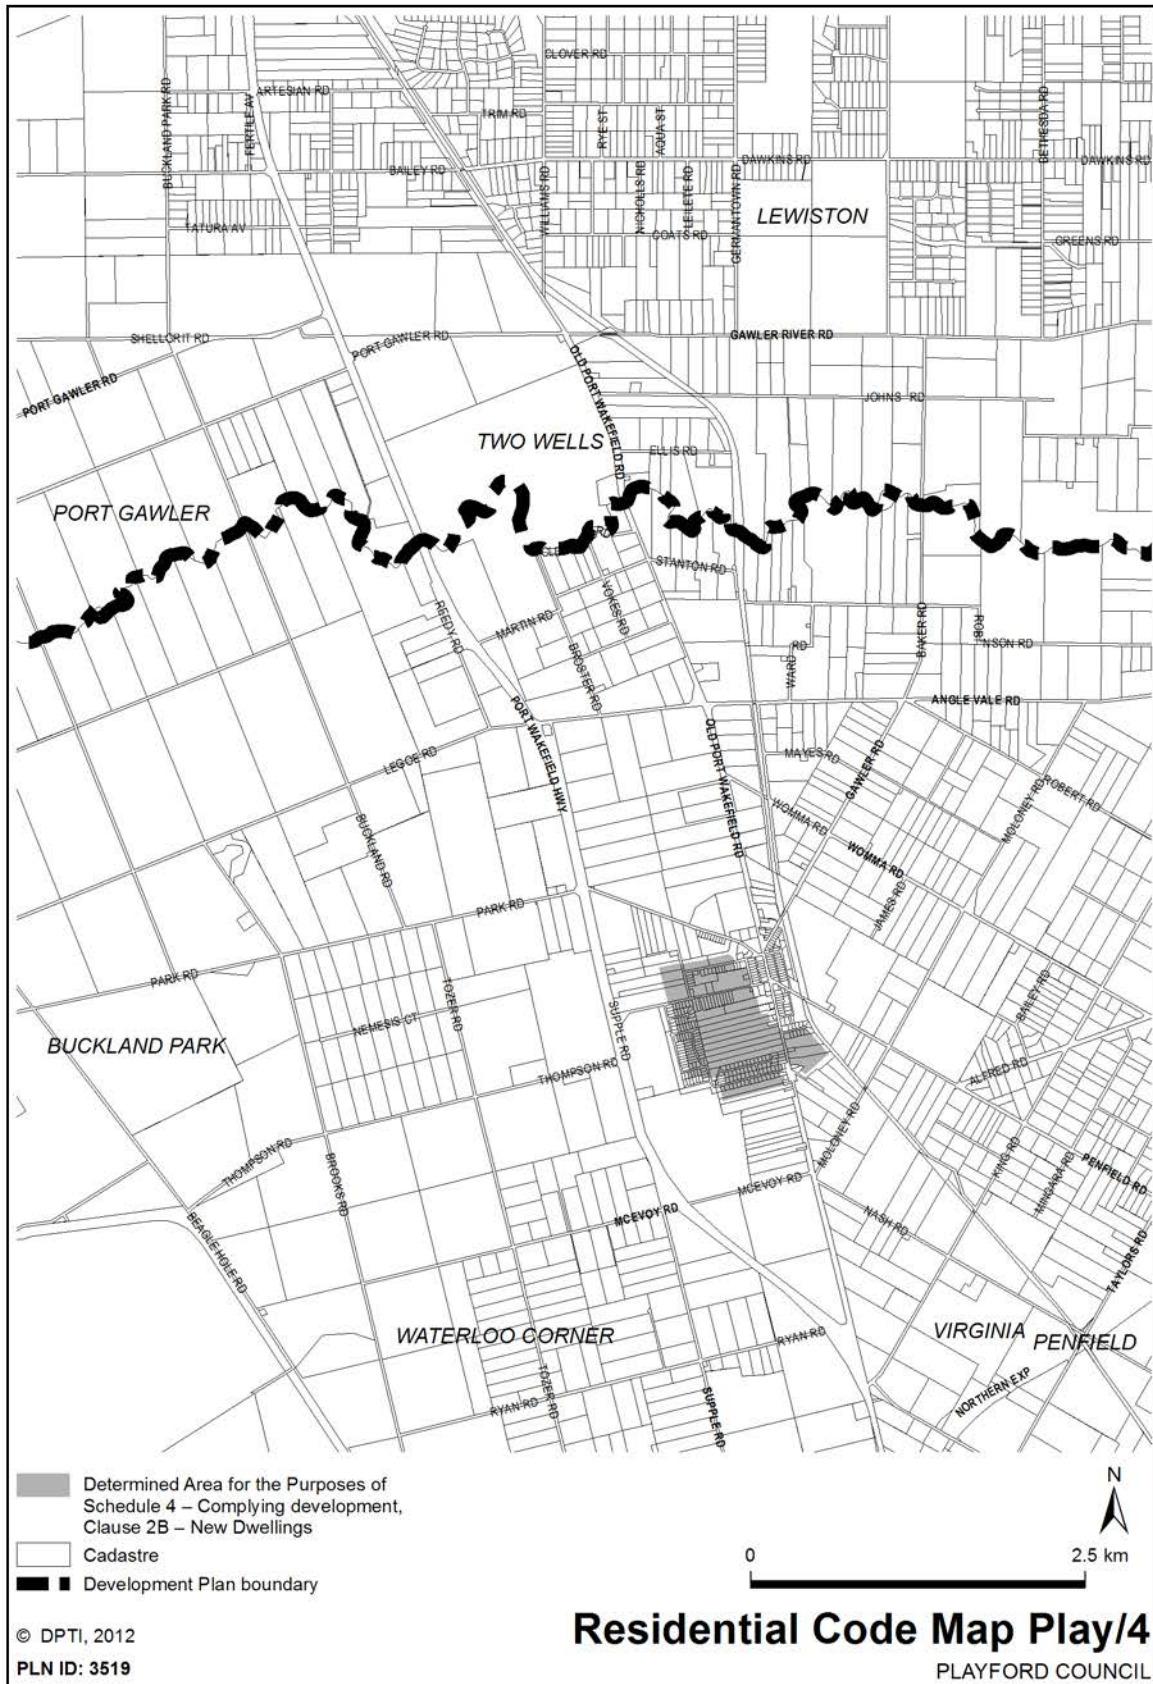 CLOVER RD
BUCKLAND PARK RD
ARTESIAN RD
FERTILE AV
TRIM RD
RYE ST
AQUA ST
BETHESDA RD
DAWKINS RD
DAWKINS RD
BAILEY RD
WILLIAMS RD
NICHOLLS RD
LEILETE RD
GERMANTOWN RD
LEWISTON
TATURA AV
COATS RD
GREENS RD
SHELLGRIT RD
PORT GAWLER RD
GAWLER RIVER RD
PORT GAWLER RD
OLD PORT WAKEFIELD RD
JOHNS RD
TWO WELLS
ELLIS RD
PORT GAWLER
STANTON RD
VOKES RD
REEDY RD
MARTIN RD
BROSTER RD
WARD
RD
BAKER RD
ROBI
NSON RD
ANGLE VALE RD
PORT WAKEFIELD HWY
OLD PORT WAKEFIELD RD
LEGOE RD
MAYES RD
GAWLER RD
MOLONEY RD
ROBERT RD
WOMMA RD
WOMMA RD
BUCKLAND RD
JAMES RD
PARK RD
PARK RD
TOZER RD
NEMESIS CT
SUPPLE RD
BAILEY RD
BUCKLAND PARK
THOMPSON RD
ALFRED RD
MOLONEY RD
THOMPSON RD
BROOKS RD
KING RD
MINGARA RD
PENFIELD RD
MCEVOY RD
MCEVOY RD
NASH RD
BEAGLE HOLE RD
TAYLORS RD
WATERLOO CORNER
RYAN RD
VIRGINIA
PENFIELD
TOZER RD
RYAN RD
SUPPLE RD
NORTHERN EXP
Determined Area for the Purposes of
Schedule 4 – Complying development,
Clause 2B – New Dwellings
Cadastre
Development Plan boundary
N
0 2.5 km
© DPTI, 2012
PLN ID: 3519
Residential Code Map Play/4
PLAYFORD COUNCIL